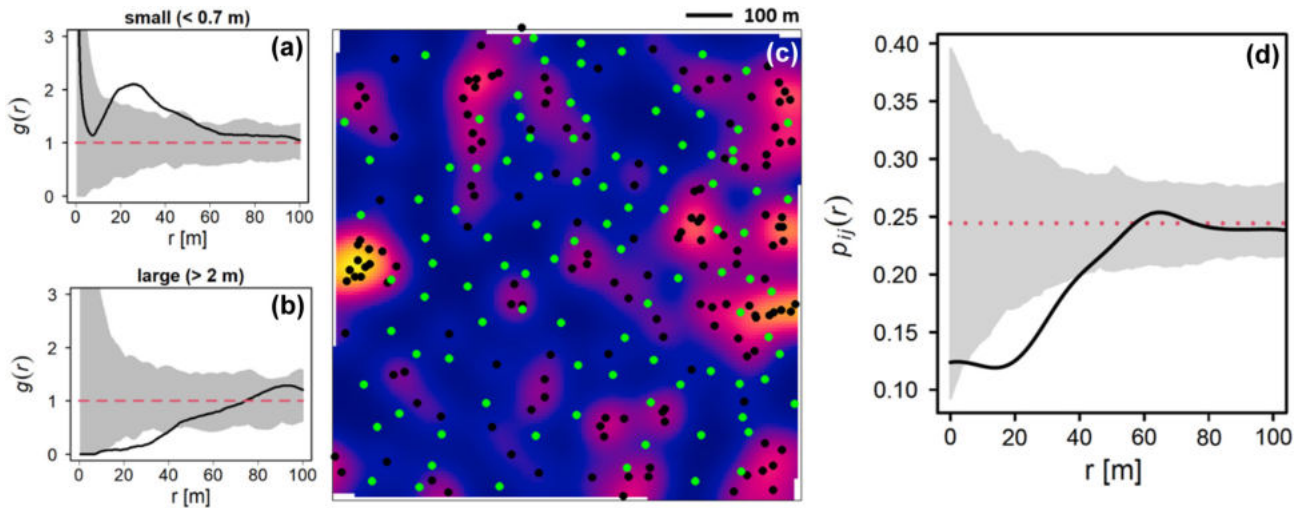 small (< 0.7 m)
(a)
3
2
1
0
g(r)
0 20 40 60 80 100
r [m]
large (> 2 m)
(b)
3
2
1
0
g(r)
0 20 40 60 80 100
r [m]
100 m
(c)
(d)
0.40
0.35
0.30
0.25
0.20
0.15
0.10
pij(r)
0 20 40 60 80 100
r [m]